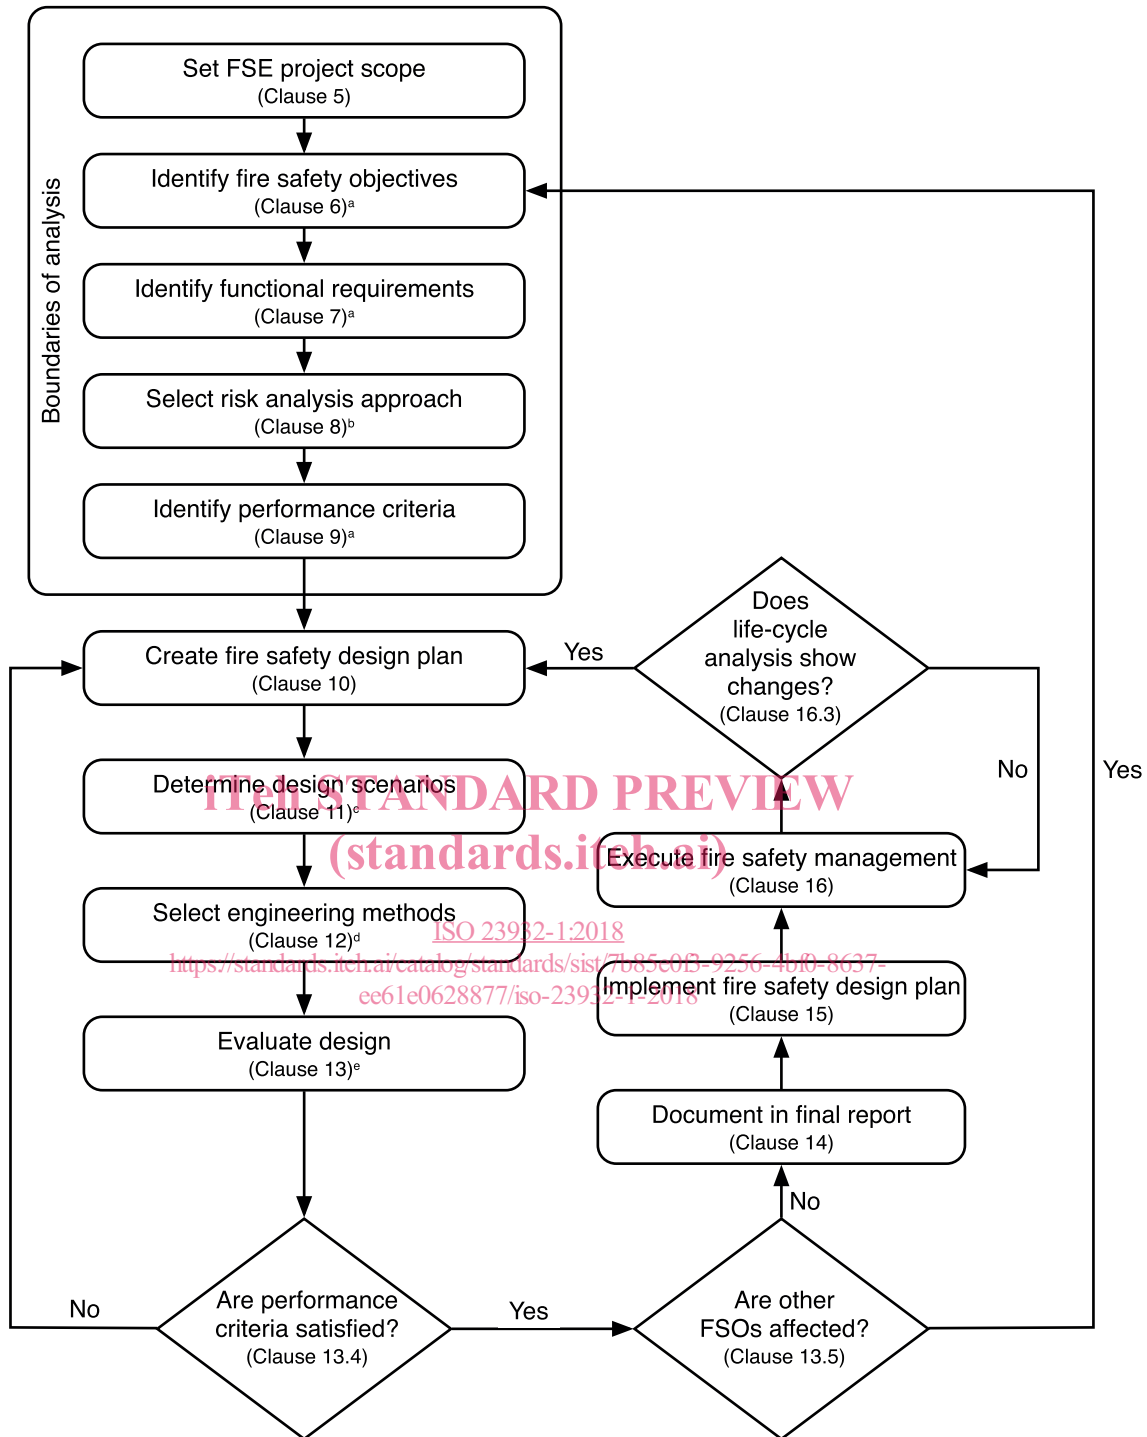 Boundaries of analysis
Set FSE project scope
(Clause 5)
Identify fire safety objectives
(Clause 6)ᵃ
Identify functional requirements
(Clause 7)ᵃ
Select risk analysis approach
(Clause 8)ᵇ
Identify performance criteria
(Clause 9)ᵃ
Create fire safety design plan
(Clause 10)
Yes
Does
life-cycle
analysis show
changes?
(Clause 16.3)
No
Yes
Determine design scenarios
(Clause 11)ᶜ
iTeh STANDARD PREVIEW
(standards.iteh.ai)
Execute fire safety management
(Clause 16)
Select engineering methods
(Clause 12)ᵈ
ISO 23932-1:2018
https://standards.iteh.ai/catalog/standards/sist/7b85e0f3-9256-4bf0-8637-
ee61e0628877/iso-23932-1-2018
Implement fire safety design plan
(Clause 15)
Evaluate design
(Clause 13)ᵉ
Document in final report
(Clause 14)
No
No
Are performance
criteria satisfied?
(Clause 13.4)
Yes
Are other
FSOs affected?
(Clause 13.5)